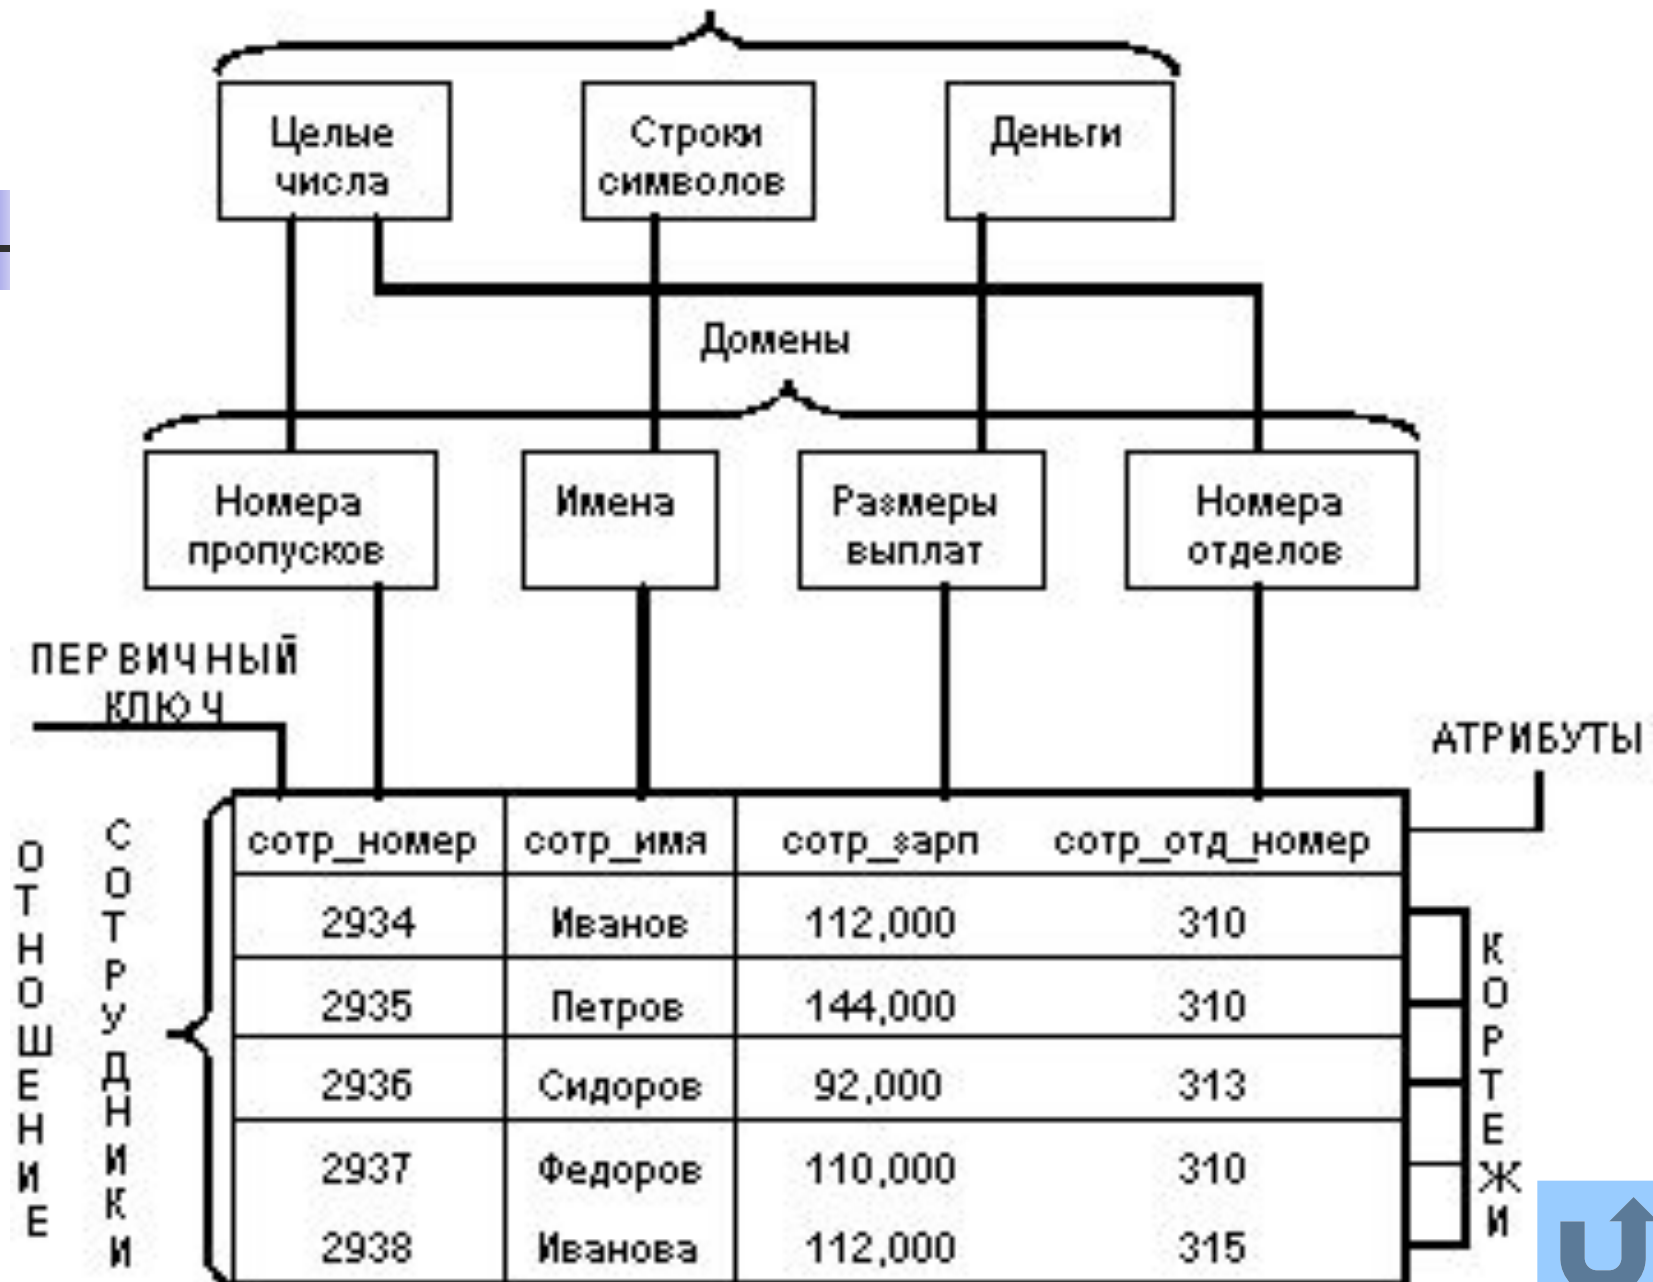 Целые
числа
Строки
символов
Деньги
Домены
Номера
пропусков
Имена
Размеры
выплат
Номера
отделов
ПЕРВИЧНЫЙ
КЛЮЧ
АТРИБУТЫ
ОТНОШЕНИЕ
СОТРУДНИКИ
сотр_номер сотр_имя сотр_зарп сотр_отд_номер
2934 Иванов 112,000 310
2935 Петров 144,000 310
2936 Сидоров 92,000 313
2937 Федоров 110,000 310
2938 Иванова 112,000 315
КОРТЕЖИ